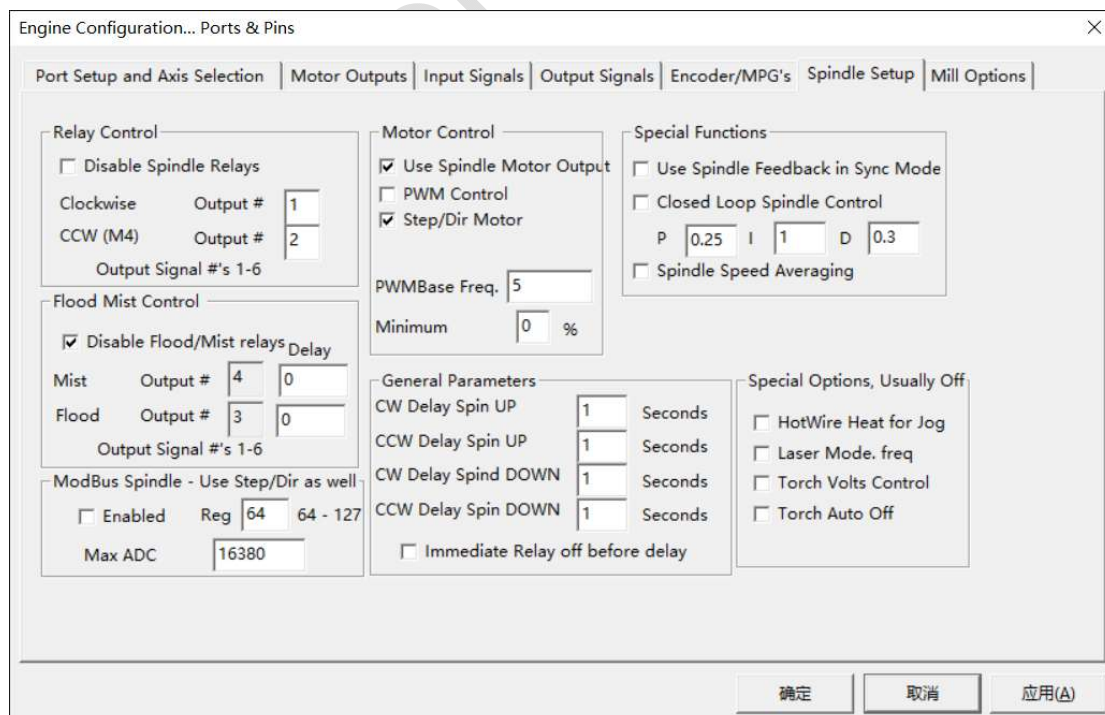 Engine Configuration... Ports & Pins
Port Setup and Axis Selection
Motor Outputs
Input Signals
Output Signals
Encoder/MPG's
Spindle Setup
Mill Options
Relay Control
Disable Spindle Relays
Clockwise Output # 1
CCW (M4) Output # 2
Output Signal #'s 1-6
Flood Mist Control
Disable Flood/Mist relays
Delay
Mist Output # 4 0
Flood Output # 3 0
Output Signal #'s 1-6
ModBus Spindle - Use Step/Dir as well
Enabled Reg 64 64 - 127
Max ADC 16380
Motor Control
Use Spindle Motor Output
PWM Control
Step/Dir Motor
PWMBase Freq. 5
Minimum 0 %
General Parameters
CW Delay Spin UP 1 Seconds
CCW Delay Spin UP 1 Seconds
CW Delay Spind DOWN 1 Seconds
CCW Delay Spin DOWN 1 Seconds
Immediate Relay off before delay
Special Functions
Use Spindle Feedback in Sync Mode
Closed Loop Spindle Control
P 0.25 I 1 D 0.3
Spindle Speed Averaging
Special Options, Usually Off
HotWire Heat for Jog
Laser Mode. freq
Torch Volts Control
Torch Auto Off
确定
取消
应用(A)